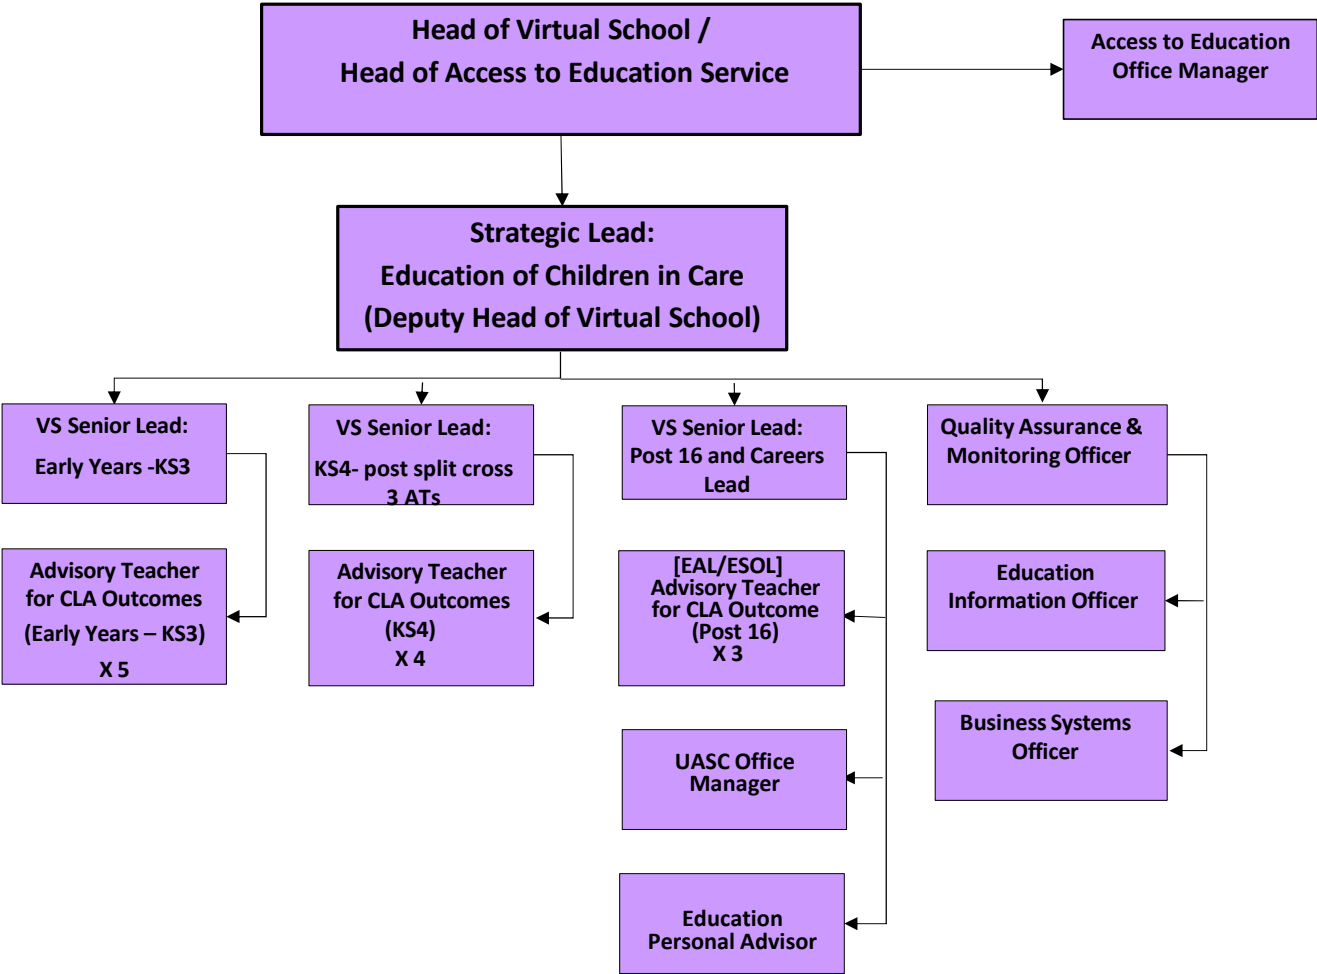 Head of Virtual School /
Head of Access to Education Service
Access to Education
Office Manager
Strategic Lead:
Education of Children in Care
(Deputy Head of Virtual School)
VS Senior Lead:
Early Years -KS3
VS Senior Lead:
KS4- post split cross
3 ATs
VS Senior Lead:
Post 16 and Careers
Lead
Quality Assurance &
Monitoring Officer
Advisory Teacher
for CLA Outcomes
(Early Years – KS3)
X 5
Advisory Teacher
for CLA Outcomes
(KS4)
X 4
[EAL/ESOL]
Advisory Teacher
for CLA Outcome
(Post 16)
X 3
Education
Information Officer
UASC Office
Manager
Business Systems
Officer
Education
Personal Advisor